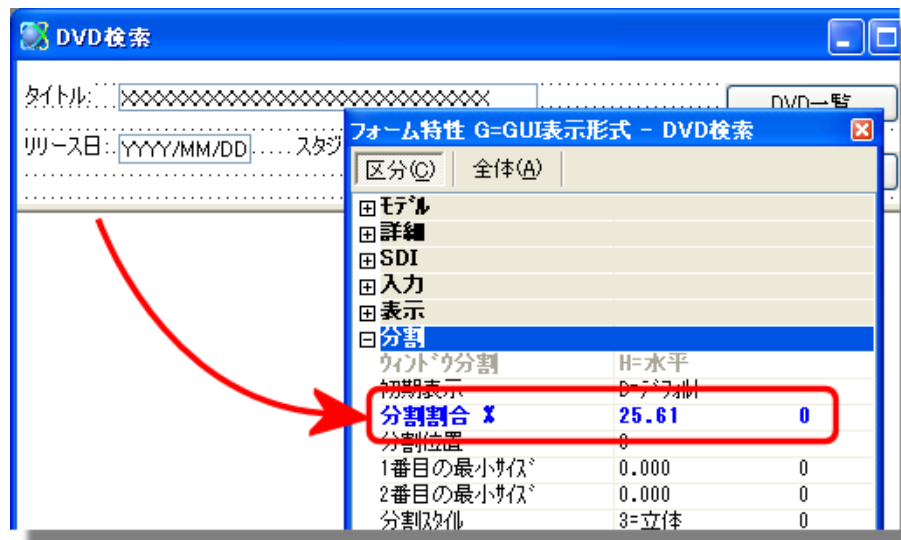 DVD検索
タイトル: XXXXXXXXXXXXXXXXXXXXXXXXXXXXXX
DVD一覧
リリース日: YYYY/MM/DD スタジ
フォーム特性 G=GUI表示形式 - DVD検索
区分(C) 全体(A)
モデル
詳細
SDI
入力
表示
分割
ウィンドウ分割 H=水平
初期表示 D=デフォルト
分割割合 % 25.61 0
分割位置 0
1番目の最小サイズ 0.000 0
2番目の最小サイズ 0.000 0
分割スタイル 3=立体 0